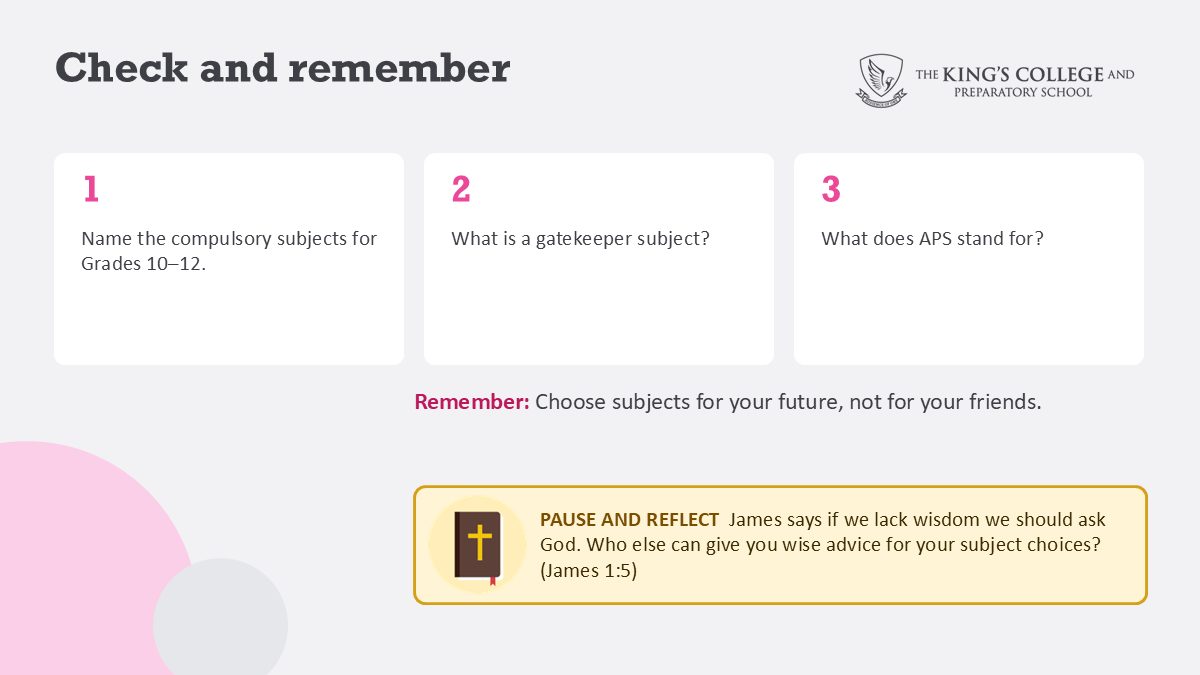 Check and remember
THE KING'S COLLEGE AND
PREPARATORY SCHOOL
1
Name the compulsory subjects for
Grades 10–12.
2
What is a gatekeeper subject?
3
What does APS stand for?
Remember: Choose subjects for your future, not for your friends.
PAUSE AND REFLECT James says if we lack wisdom we should ask
God. Who else can give you wise advice for your subject choices?
(James 1:5)